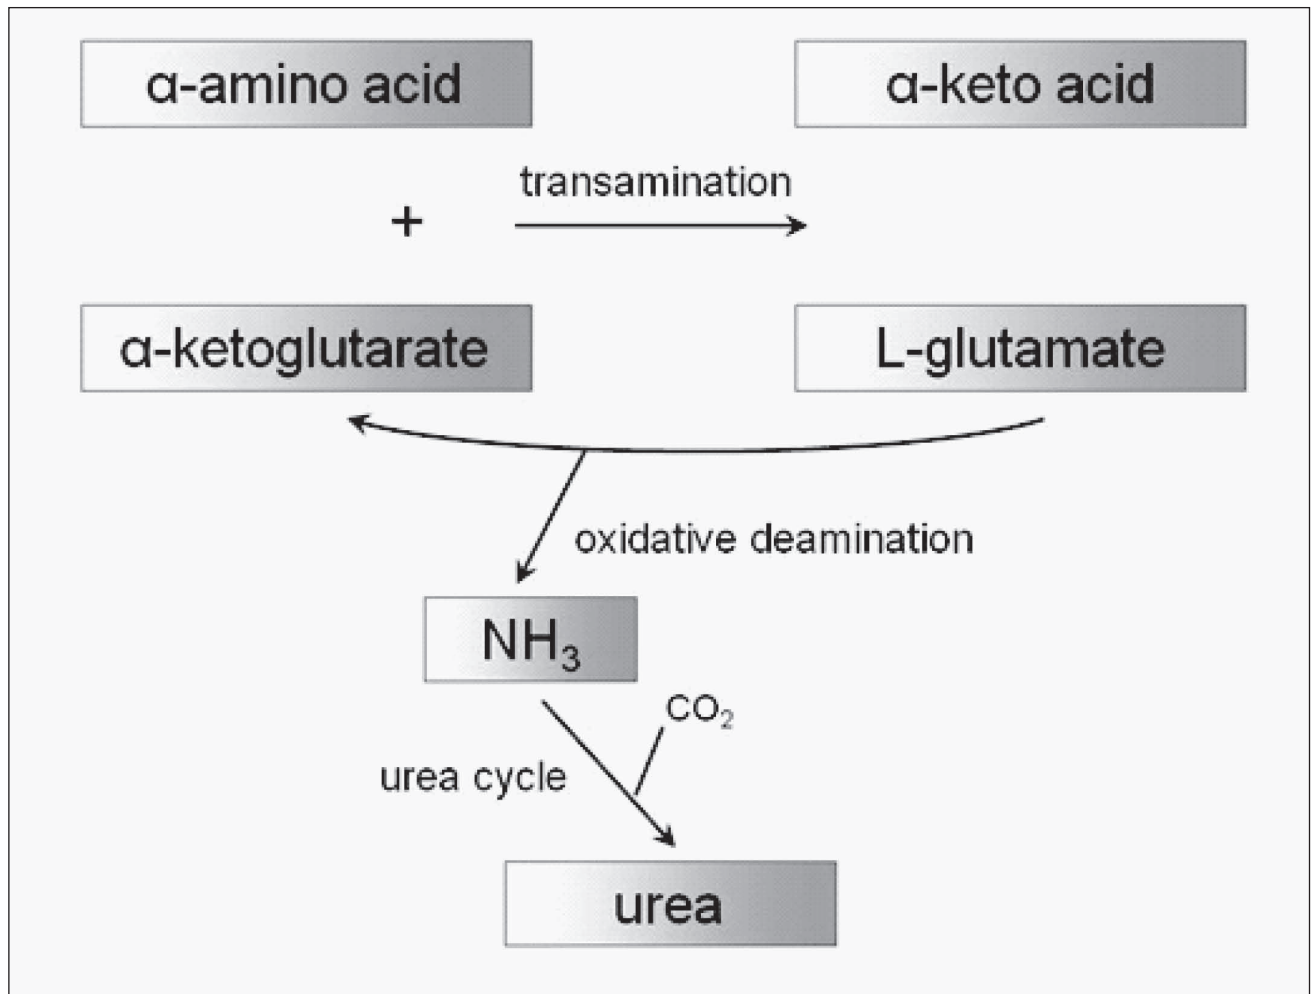 α-amino acid
α-keto acid
transamination
+
α-ketoglutarate
L-glutamate
oxidative deamination
NH₃
CO₂
urea cycle
urea